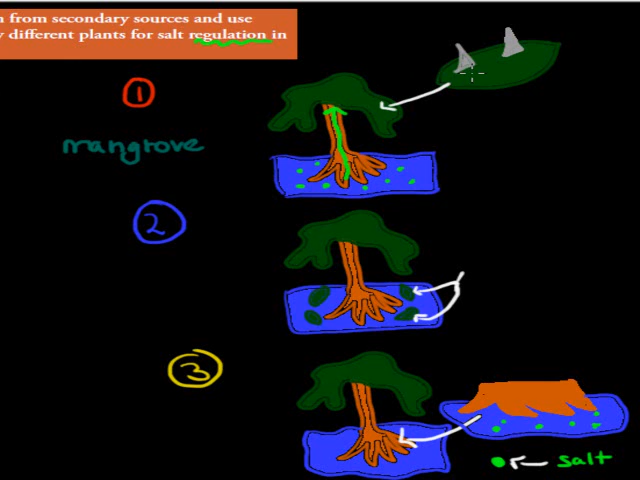 n from secondary sources and use
y different plants for salt regulation in
1
mangrove
2
3
salt